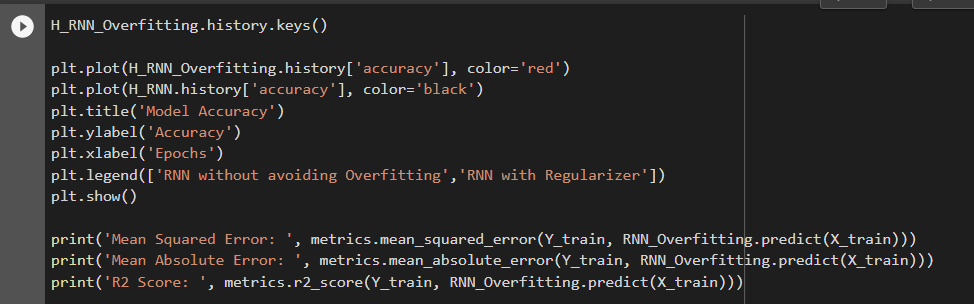 H_RNN_Overfitting.history.keys()
plt.plot(H_RNN_Overfitting.history['accuracy'], color='red')
plt.plot(H_RNN.history['accuracy'], color='black')
plt.title('Model Accuracy')
plt.ylabel('Accuracy')
plt.xlabel('Epochs')
plt.legend(['RNN without avoiding Overfitting','RNN with Regularizer'])
plt.show()
print('Mean Squared Error: ', metrics.mean_squared_error(Y_train, RNN_Overfitting.predict(X_train)))
print('Mean Absolute Error: ', metrics.mean_absolute_error(Y_train, RNN_Overfitting.predict(X_train)))
print('R2 Score: ', metrics.r2_score(Y_train, RNN_Overfitting.predict(X_train)))